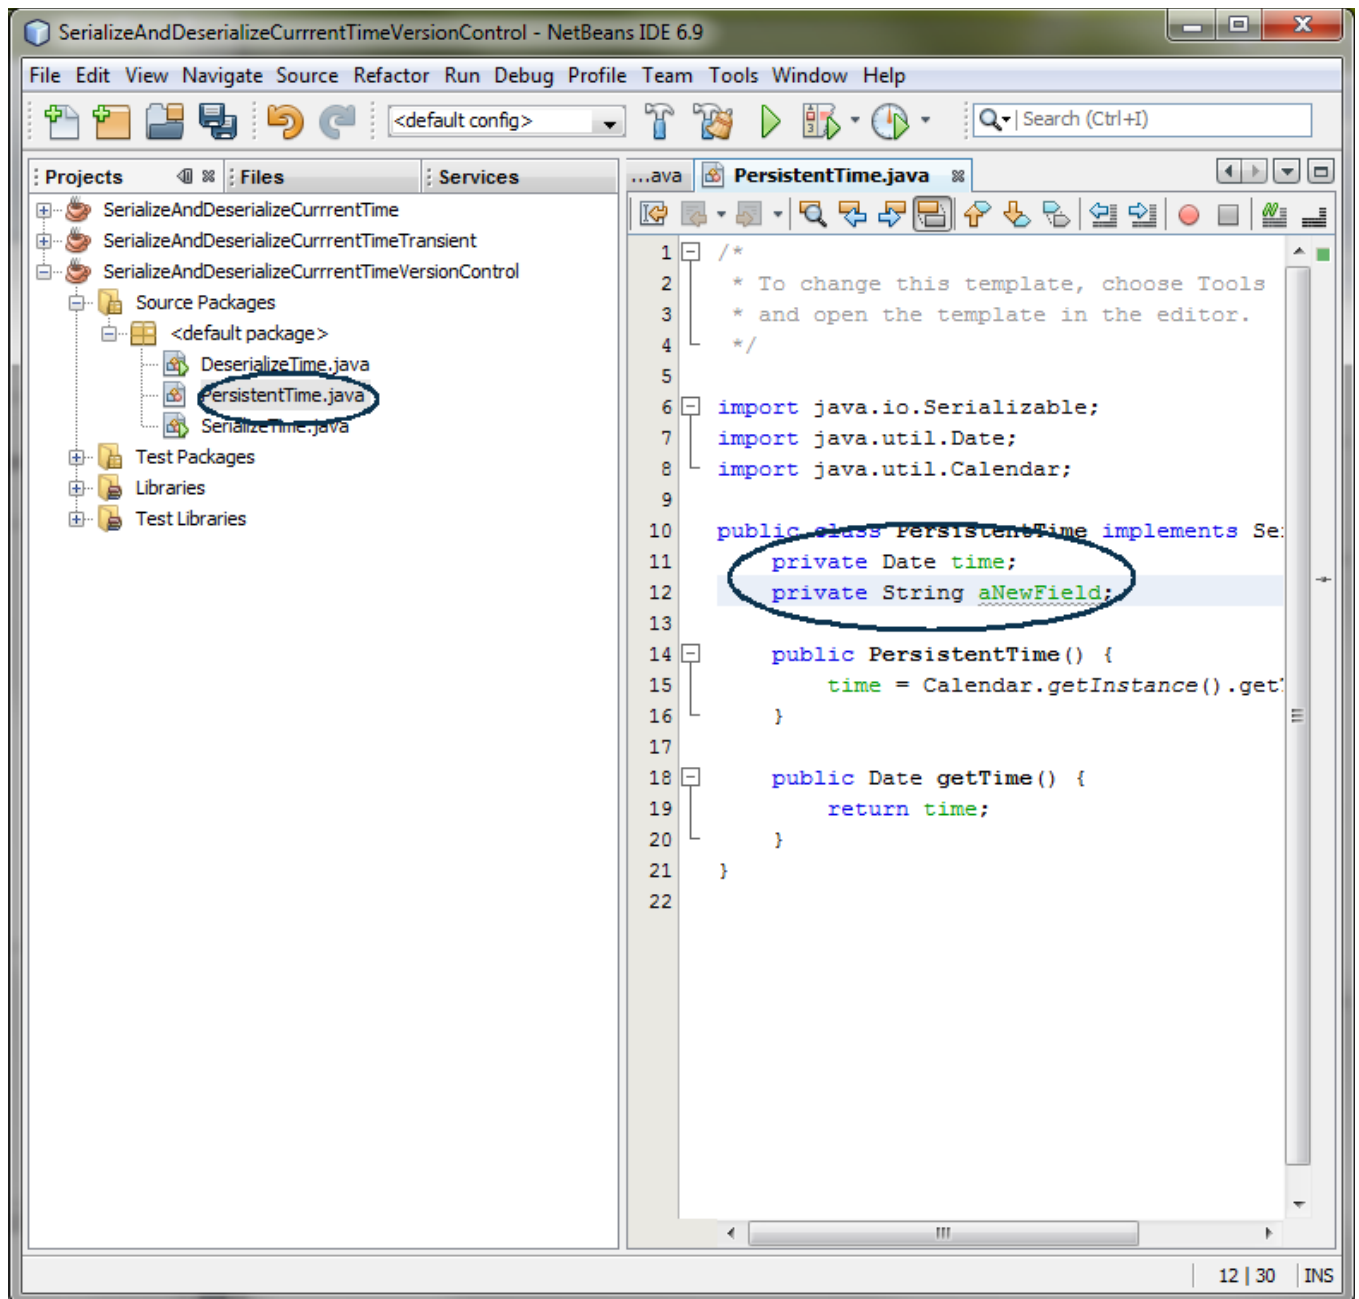 SerializeAndDeserializeCurrrentTimeVersionControl - NetBeans IDE 6.9
File Edit View Navigate Source Refactor Run Debug Profile Team Tools Window Help
<default config>
Search (Ctrl+I)
Projects Files Services
...ava PersistentTime.java
SerializeAndDeserializeCurrrentTime
SerializeAndDeserializeCurrrentTimeTransient
SerializeAndDeserializeCurrrentTimeVersionControl
Source Packages
<default package>
DeserializeTime.java
PersistentTime.java
SerializeTime.java
Test Packages
Libraries
Test Libraries
1 /*
2 * To change this template, choose Tools
3 * and open the template in the editor.
4 */
5
6 import java.io.Serializable;
7 import java.util.Date;
8 import java.util.Calendar;
9
10 public class PersistentTime implements Se
11 private Date time;
12 private String aNewField;
13
14 public PersistentTime() {
15 time = Calendar.getInstance().get
16 }
17
18 public Date getTime() {
19 return time;
20 }
21 }
22
12 | 30 INS